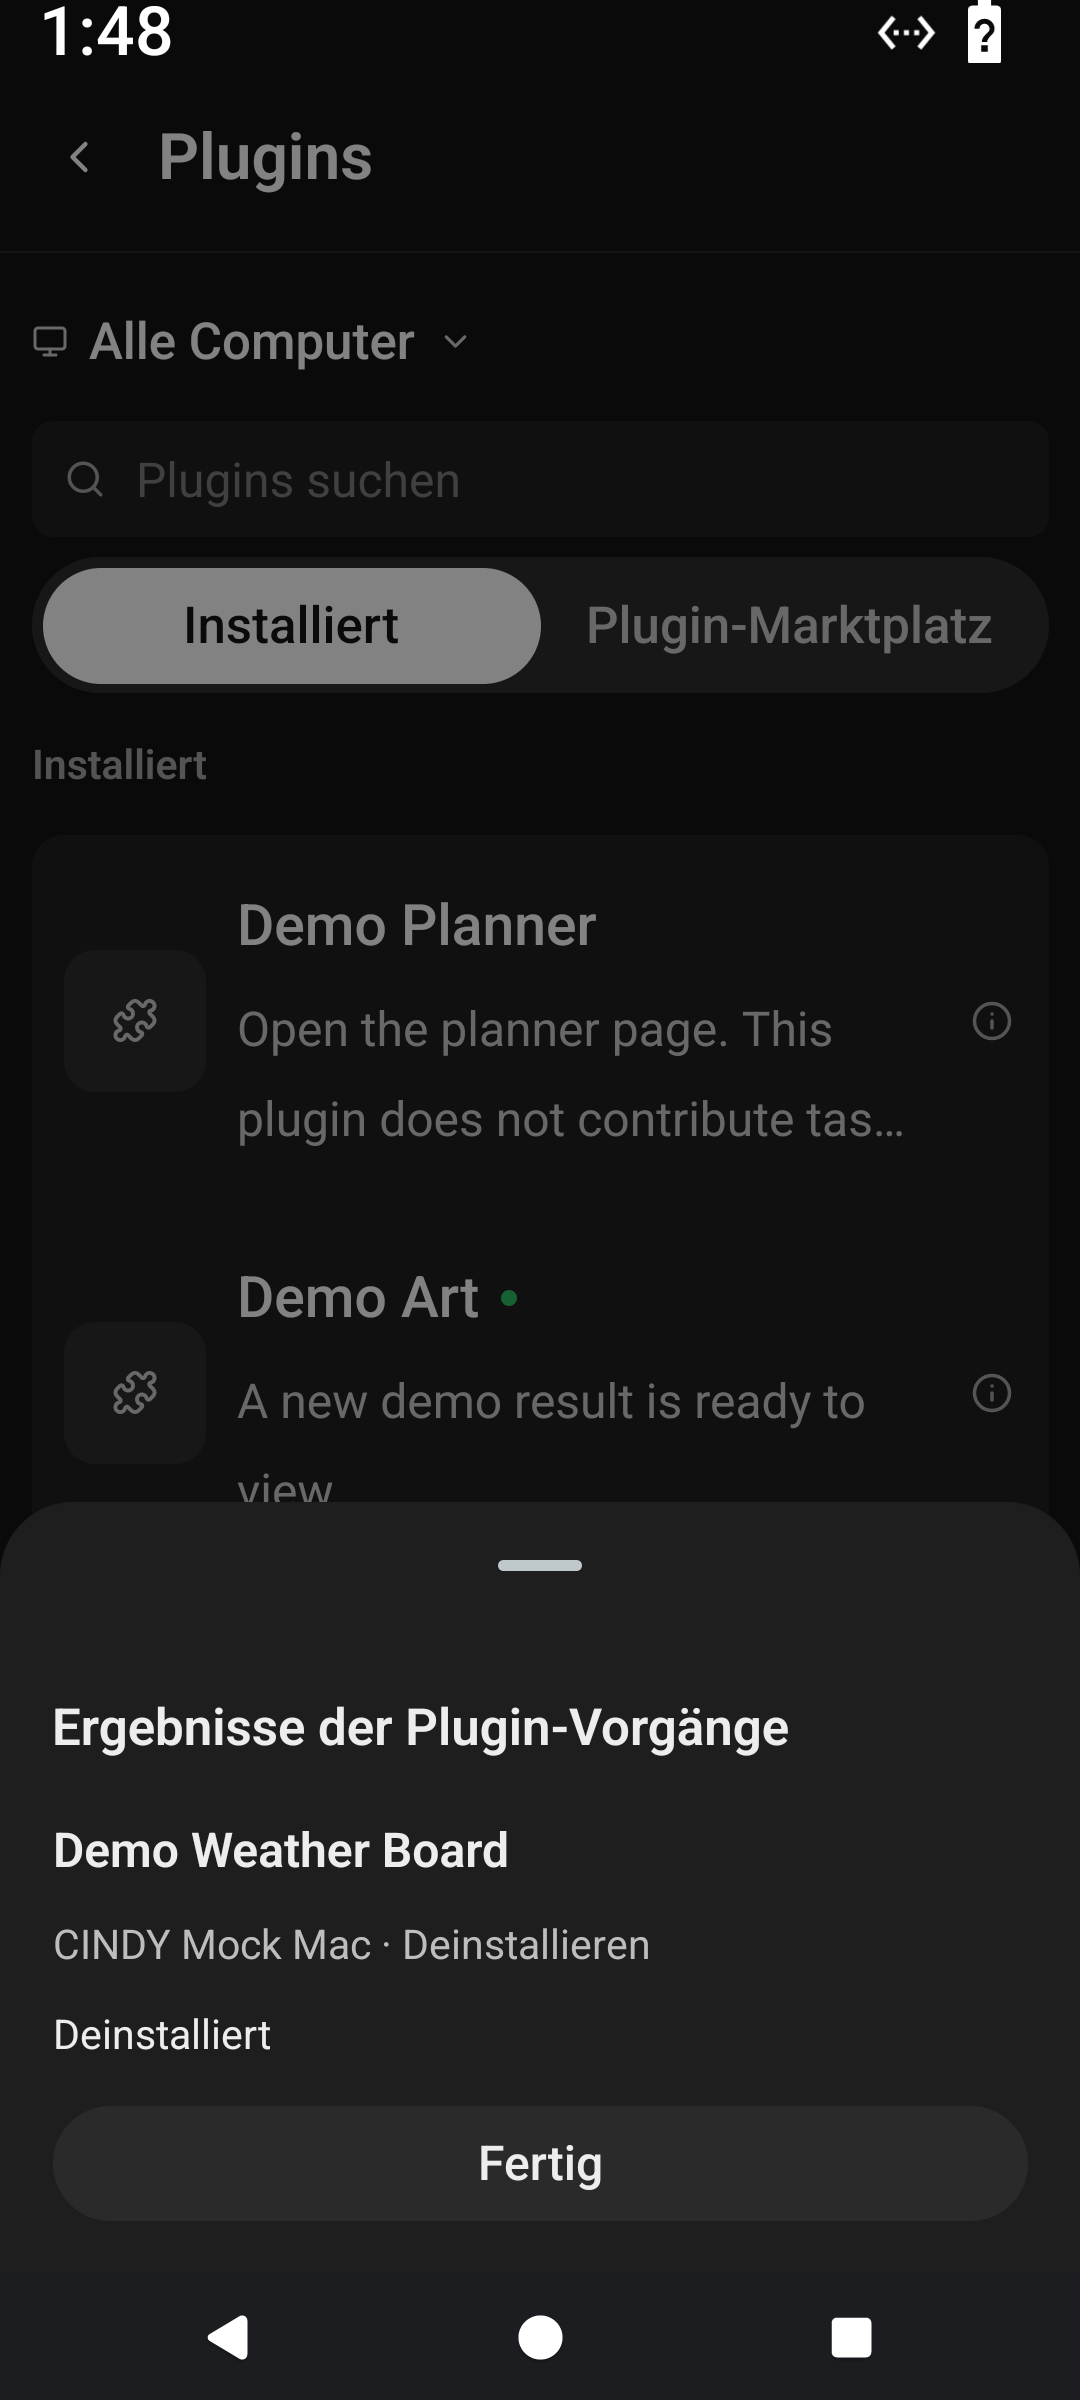 1:48
Plugins
Alle Computer
Plugins suchen
Installiert
Plugin-Marktplatz
Installiert
Demo Planner
Open the planner page. This
plugin does not contribute tas…
Demo Art
A new demo result is ready to
view
Ergebnisse der Plugin-Vorgänge
Demo Weather Board
CINDY Mock Mac · Deinstallieren
Deinstalliert
Fertig